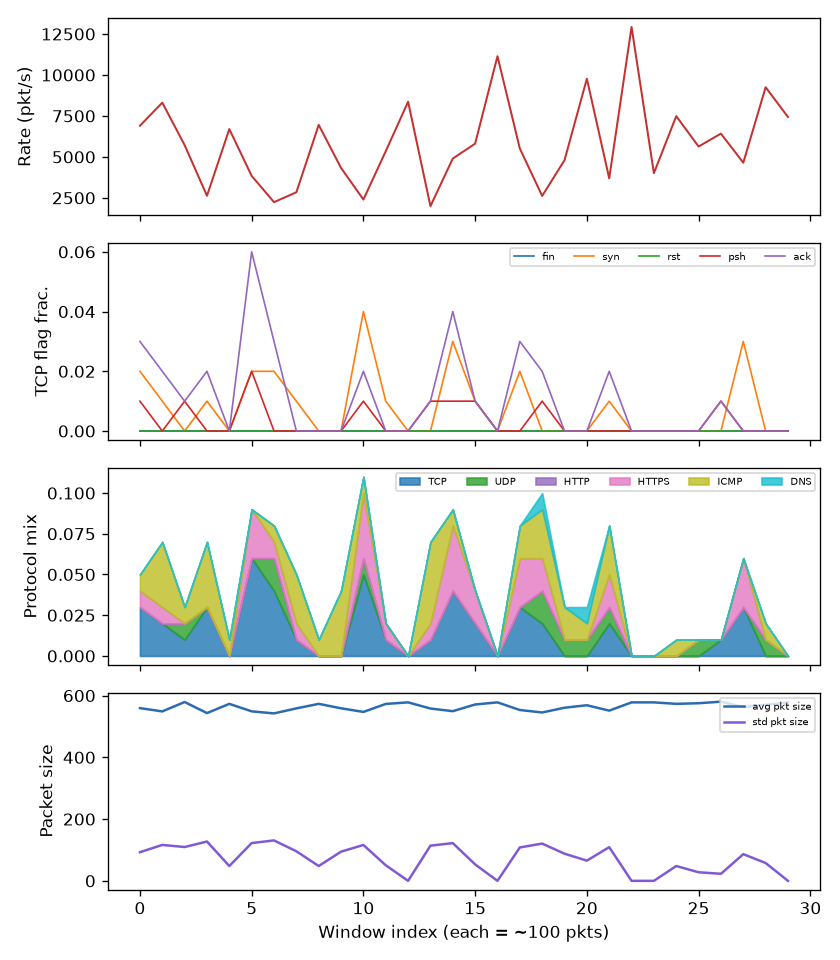 12500
10000
7500
5000
2500
Rate (pkt/s)
0.06
0.04
0.02
0.00
TCP flag frac.
fin syn rst psh ack
0.100
0.075
0.050
0.025
0.000
Protocol mix
TCP UDP HTTP HTTPS ICMP DNS
600
400
200
0
Packet size
avg pkt size
std pkt size
0 5 10 15 20 25 30
Window index (each = ~100 pkts)